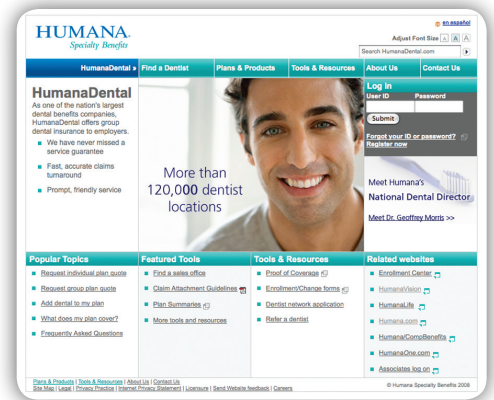 en español
HUMANA®
Specialty Benefits
Adjust Font Size A A A
Search HumanaDental.com
HumanaDental » Find a Dentist Plans & Products Tools & Resources About Us Contact Us
HumanaDental
As one of the nation's largest
dental benefits companies,
HumanaDental offers group
dental insurance to employers.
We have never missed a
service guarantee
Fast, accurate claims
turnaround
Prompt, friendly service
More than
120,000 dentist
locations
Log in
User ID Password
Submit
Forgot your ID or password?
Register now
Meet Humana's
National Dental Director
Meet Dr. Geoffrey Morris >>
Popular Topics
Request individual plan quote
Request group plan quote
Add dental to my plan
What does my plan cover?
Frequently Asked Questions
Featured Tools
Find a sales office
Claim Attachment Guidelines
Plan Summaries
More tools and resources
Tools & Resources
Proof of Coverage
Enrollment/Change forms
Dentist network application
Refer a dentist
Related websites
Enrollment Center
HumanaVision
HumanaLife
Humana.com
Humana/CompBenefits
HumanaOne.com
Associates log on
Plans & Products | Tools & Resources | About Us | Contact Us
Site Map | Legal | Privacy Practice | Internet Privacy Statement | Licensure | Send Website feedback | Careers
© Humana Specialty Benefits 2008